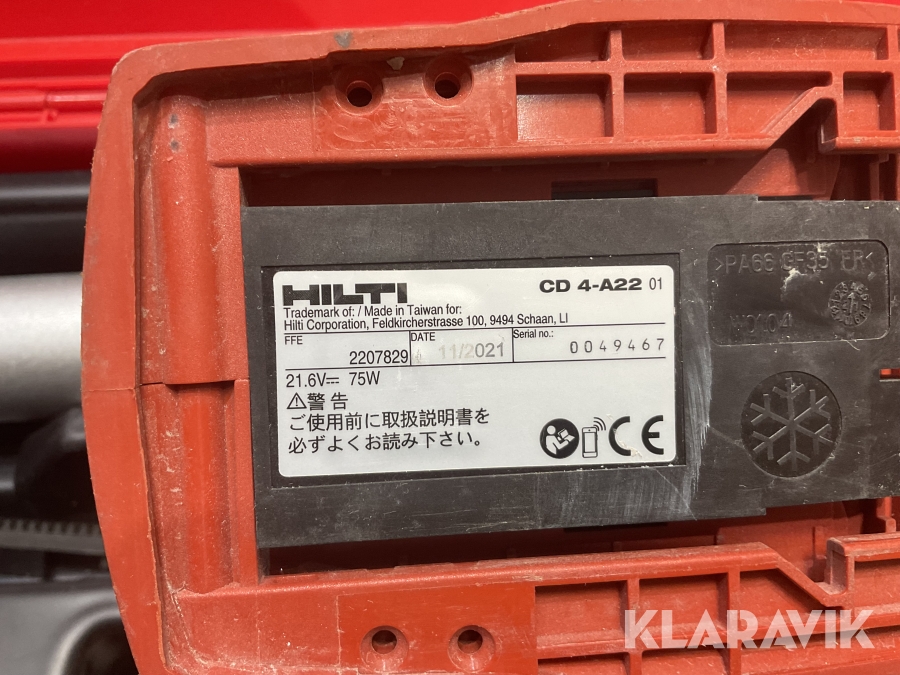 HILTI
CD 4-A22 01
Trademark of: / Made in Taiwan for:
Hilti Corporation, Feldkircherstrasse 100, 9494 Schaan, LI
FFE 2207829
DATE 11/2021
Serial no.: 0049467
21.6V⎓ 75W
⚠警告
ご使用前に取扱説明書を
必ずよくお読み下さい。
CE
>PA66 GF35 FR<
KLARAVIK